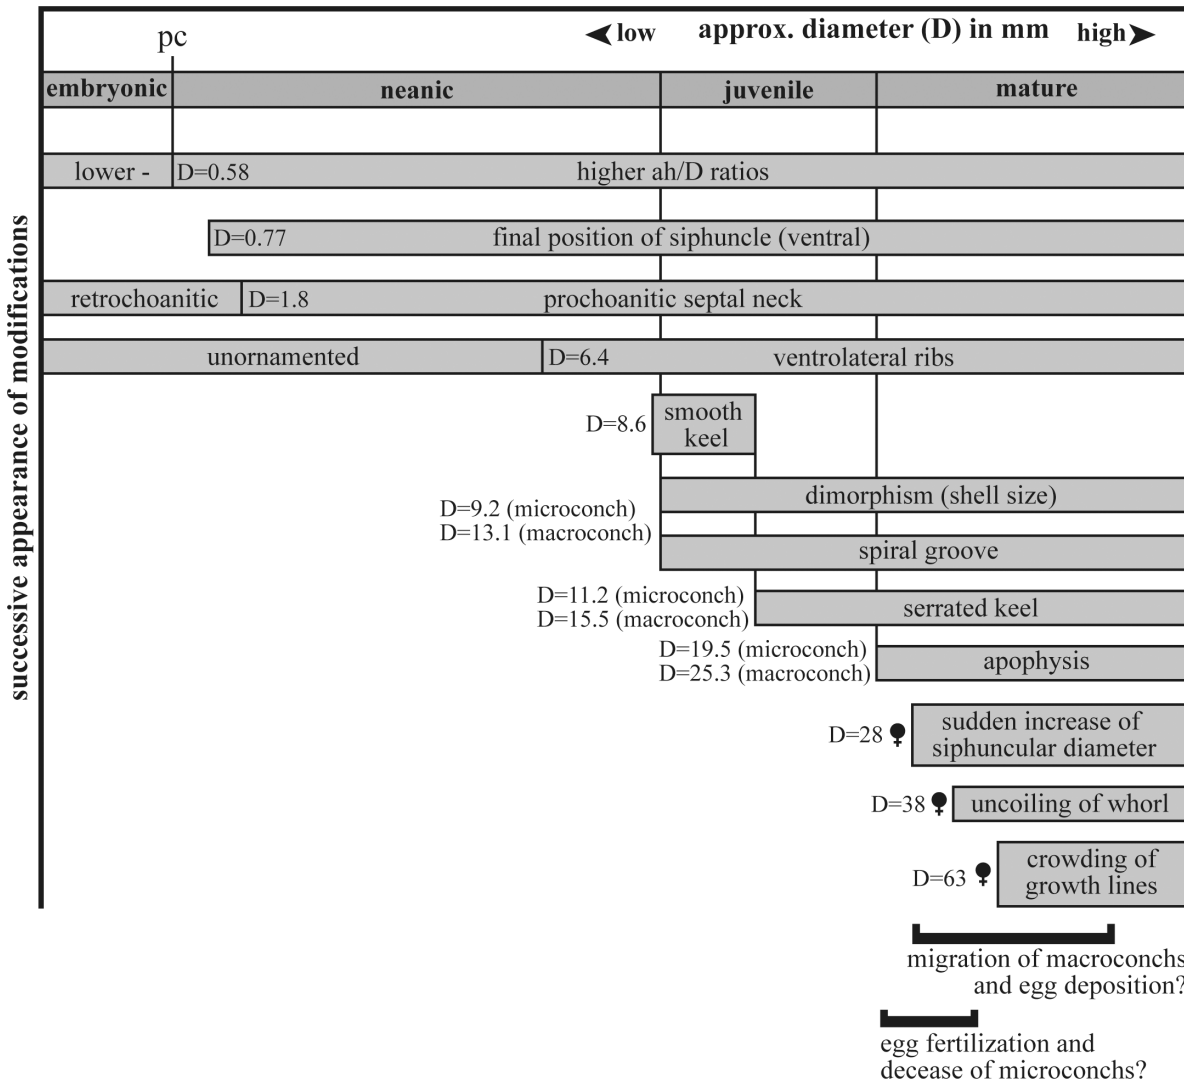 low approx. diameter (D) in mm high
pc
embryonic neanic juvenile mature
lower - D=0.58 higher ah/D ratios
D=0.77 final position of siphuncle (ventral)
retrochoanitic D=1.8 prochoanitic septal neck
unornamented D=6.4 ventrolateral ribs
D=8.6 smooth
keel
dimorphism (shell size)
D=9.2 (microconch)
D=13.1 (macroconch)
spiral groove
D=11.2 (microconch)
D=15.5 (macroconch)
serrated keel
D=19.5 (microconch)
D=25.3 (macroconch)
apophysis
D=28 ♀ sudden increase of
siphuncular diameter
D=38 ♀ uncoiling of whorl
D=63 ♀ crowding of
growth lines
migration of macroconchs
and egg deposition?
egg fertilization and
decease of microconchs?
successive appearance of modifications